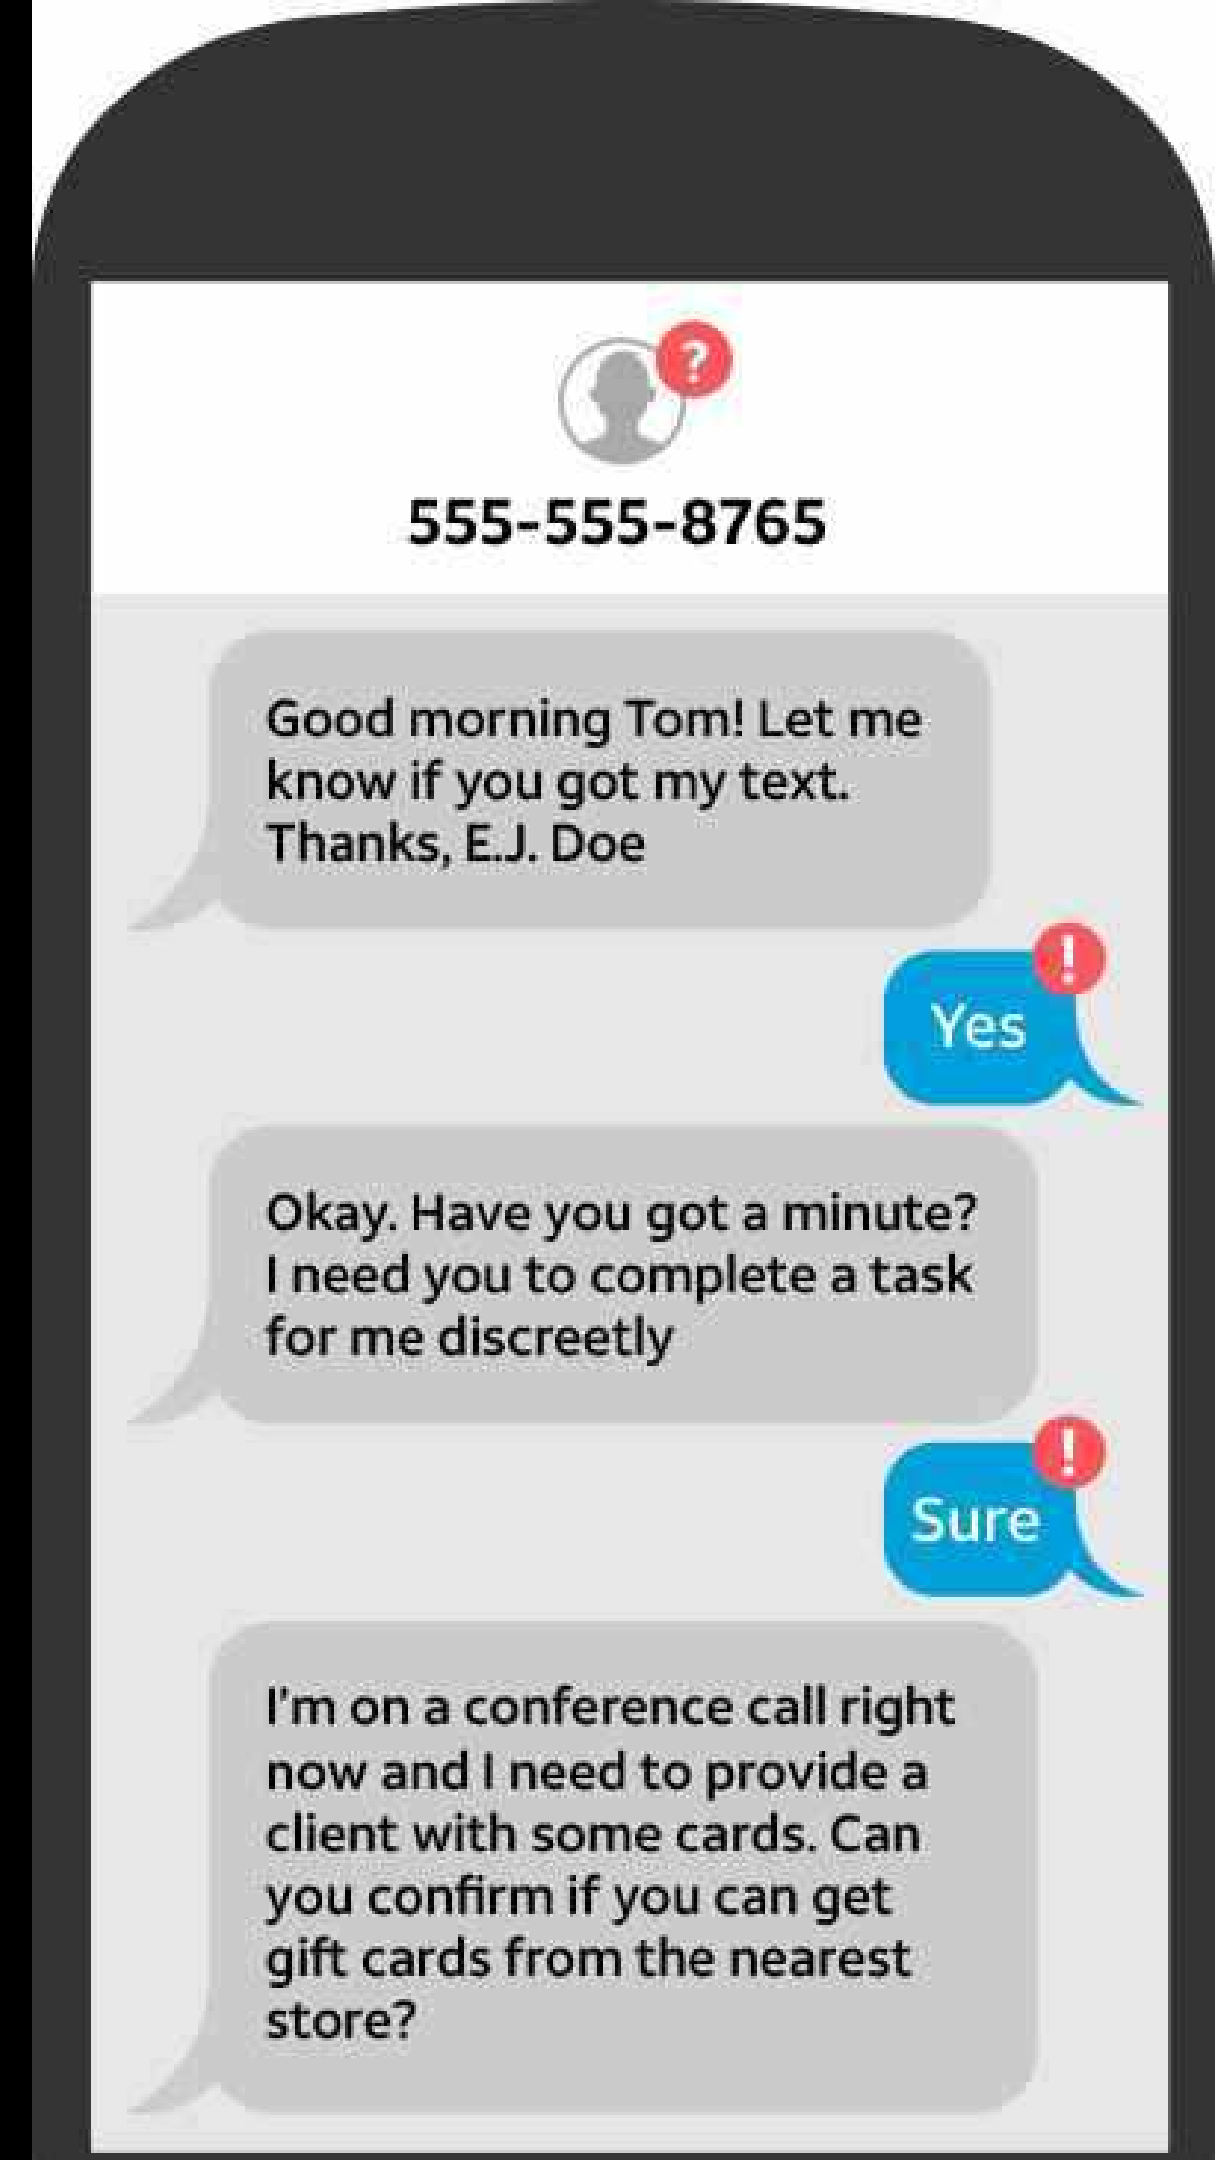 ?
555-555-8765
Good morning Tom! Let me
know if you got my text.
Thanks, E.J. Doe
!
Yes
Okay. Have you got a minute?
I need you to complete a task
for me discreetly
!
Sure
I'm on a conference call right
now and I need to provide a
client with some cards. Can
you confirm if you can get
gift cards from the nearest
store?